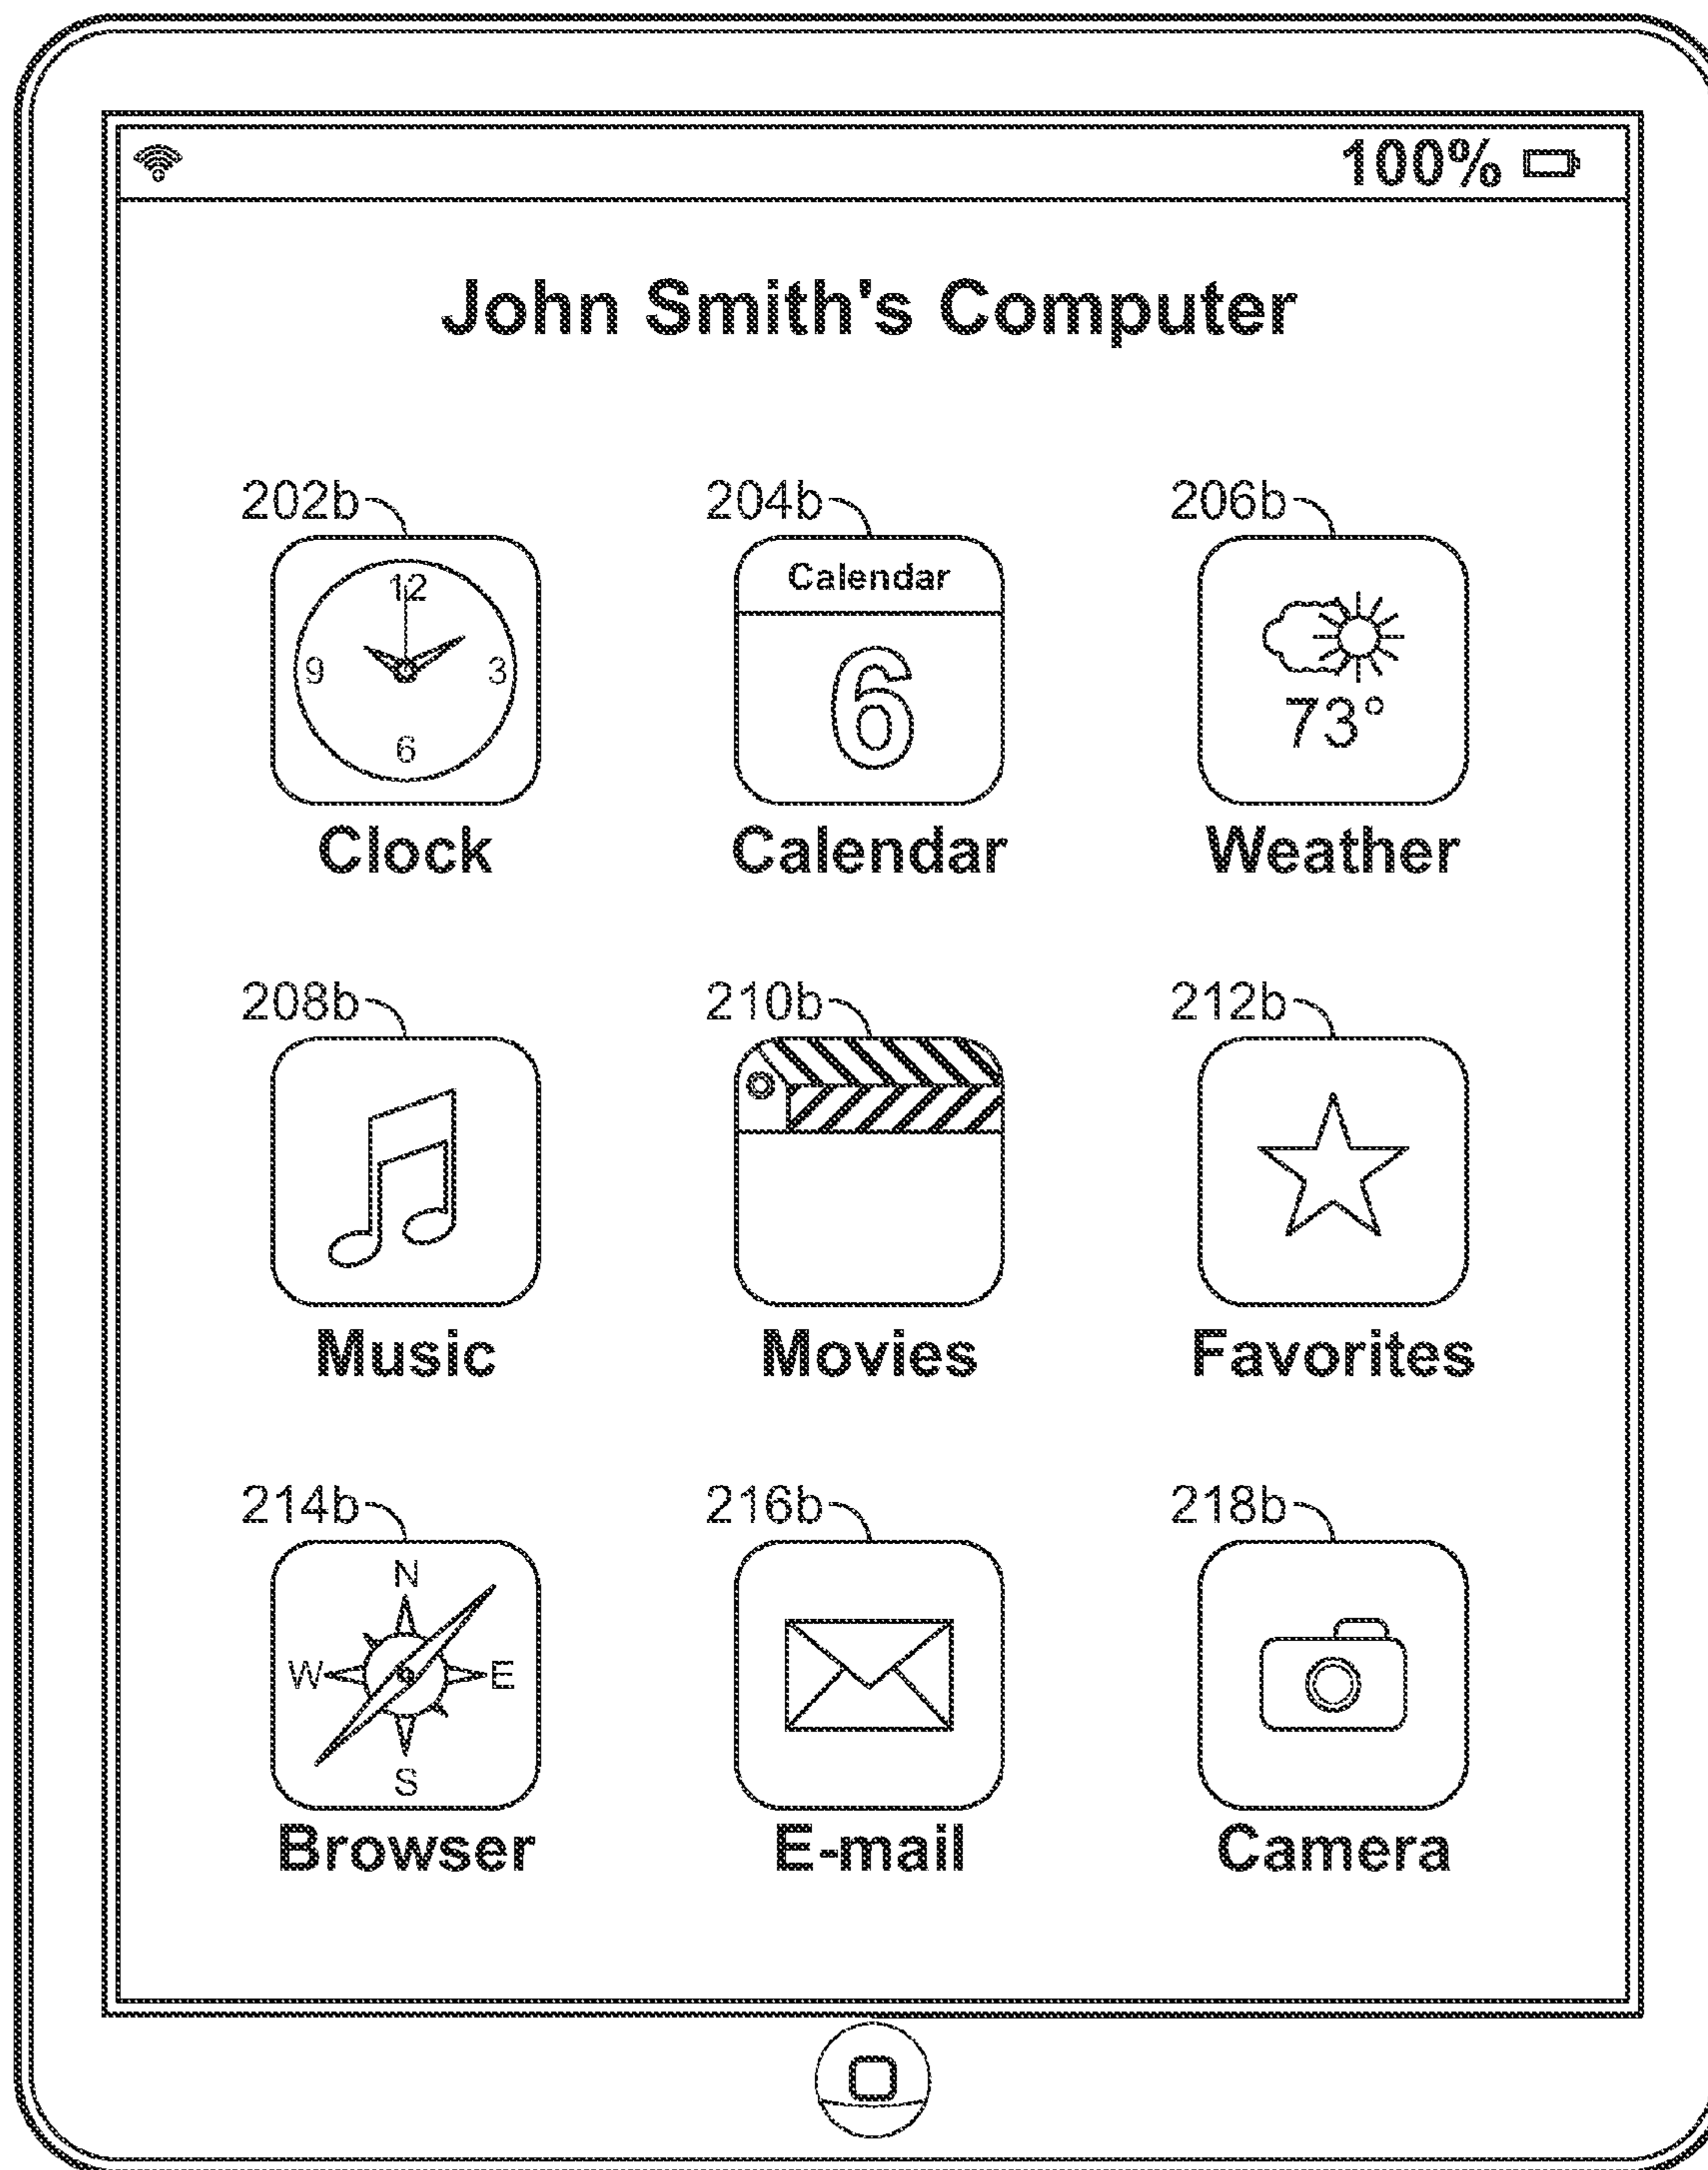 100%
John Smith's Computer
202b 204b 206b
12
9 3
6
Calendar
6
73°
Clock Calendar Weather
208b 210b 212b
Music Movies Favorites
214b 216b 218b
N
W E
S
Browser E-mail Camera